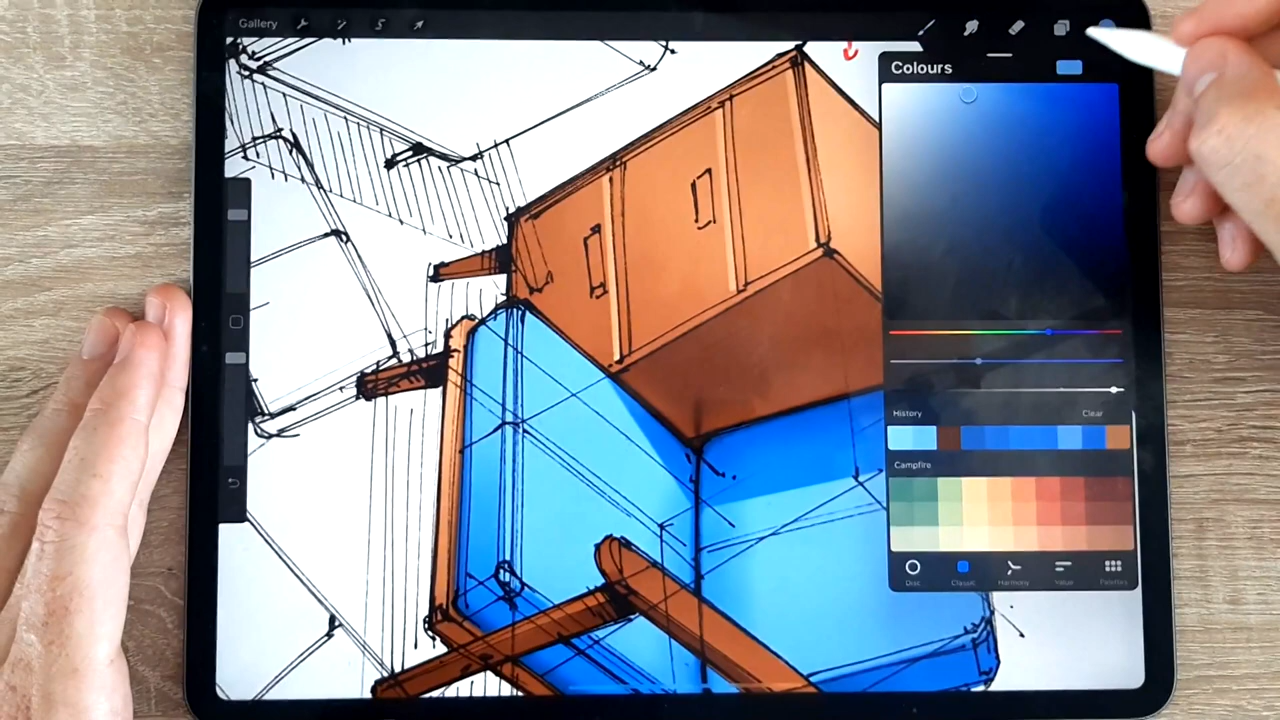 Gallery
Colours
History Clear
Campfire
Disc Classic Harmony Value Palettes